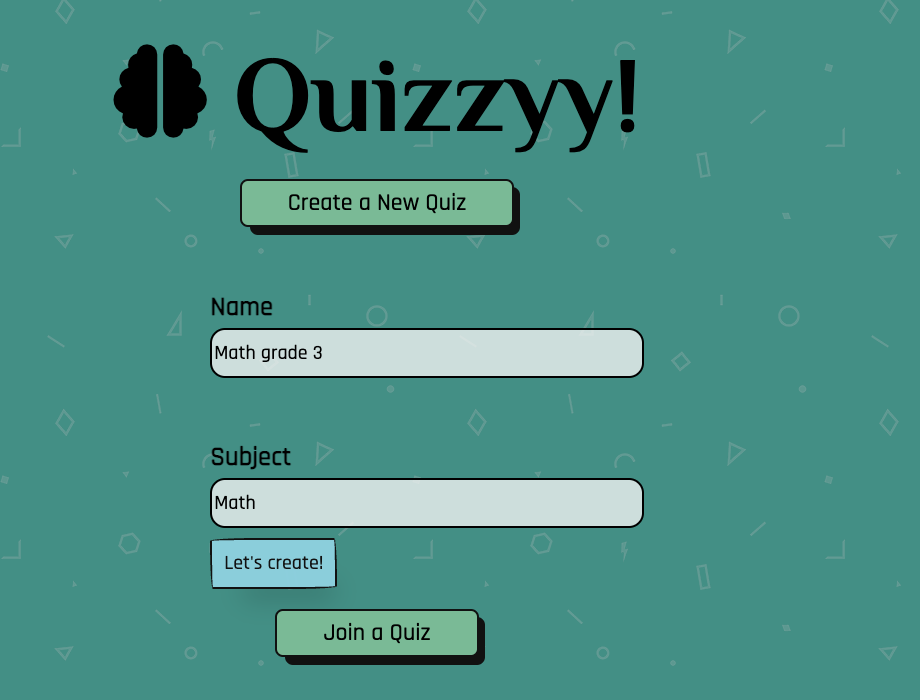 Quizzyy!
Create a New Quiz
Name
Math grade 3
Subject
Math
Let's create!
Join a Quiz